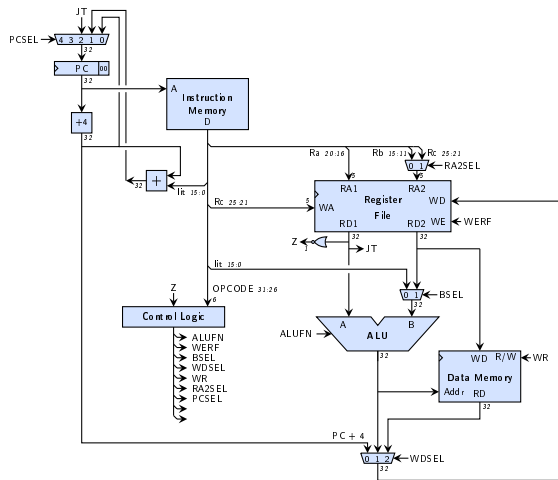 JT
PCSEL
4 3 2 1 0
32
PC
00
32
A
Instruction
Memory
D
+4
32
Ra 20:16
Rb 15:11
Rc 25:21
0 1
RA2SEL
5
5
+
32
lit 15:0
RA1
RA2
Register
File
WD
Rc 25:21
5
WA
RD1
RD2
WE
WERF
32
32
Z
1
JT
lit 15:0
Z
OPCODE 31:26
6
0 1
BSEL
32
Control Logic
ALUFN
A
B
ALU
32
ALUFN
WERF
BSEL
WDSEL
WR
RA2SEL
PCSEL
WD
R/W
WR
Data Memory
Addr
RD
32
PC + 4
0 1 2
WDSEL
32